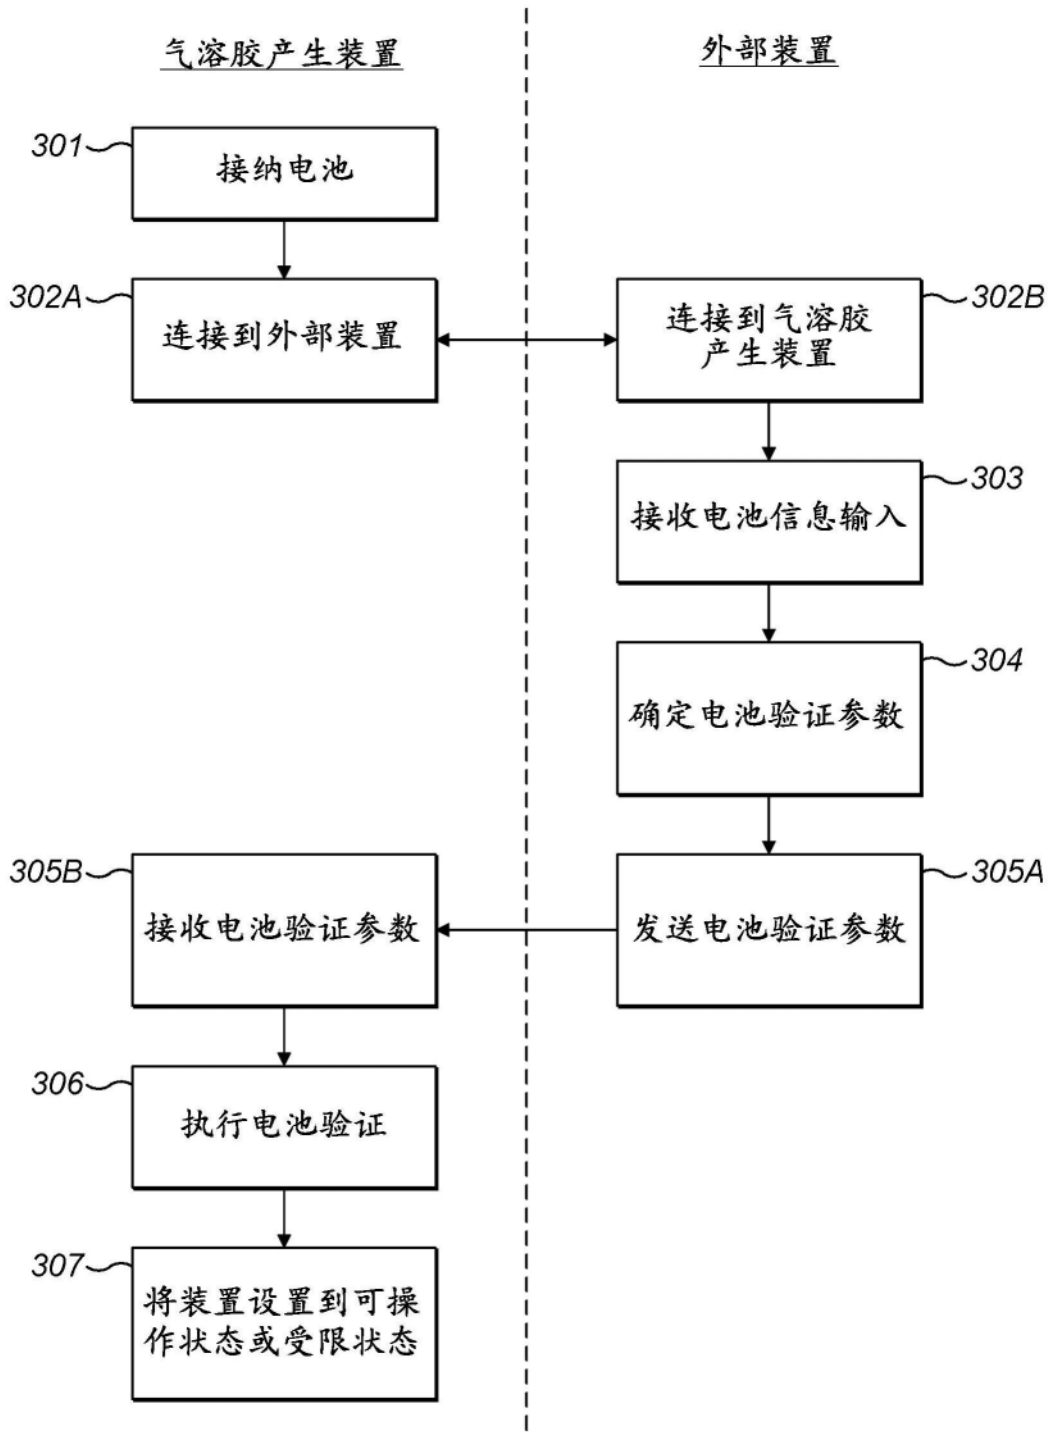 气溶胶产生装置
外部装置
301
接纳电池
302A
连接到外部装置
302B
连接到气溶胶
产生装置
303
接收电池信息输入
304
确定电池验证参数
305B
接收电池验证参数
305A
发送电池验证参数
306
执行电池验证
307
将装置设置到可操
作状态或受限状态